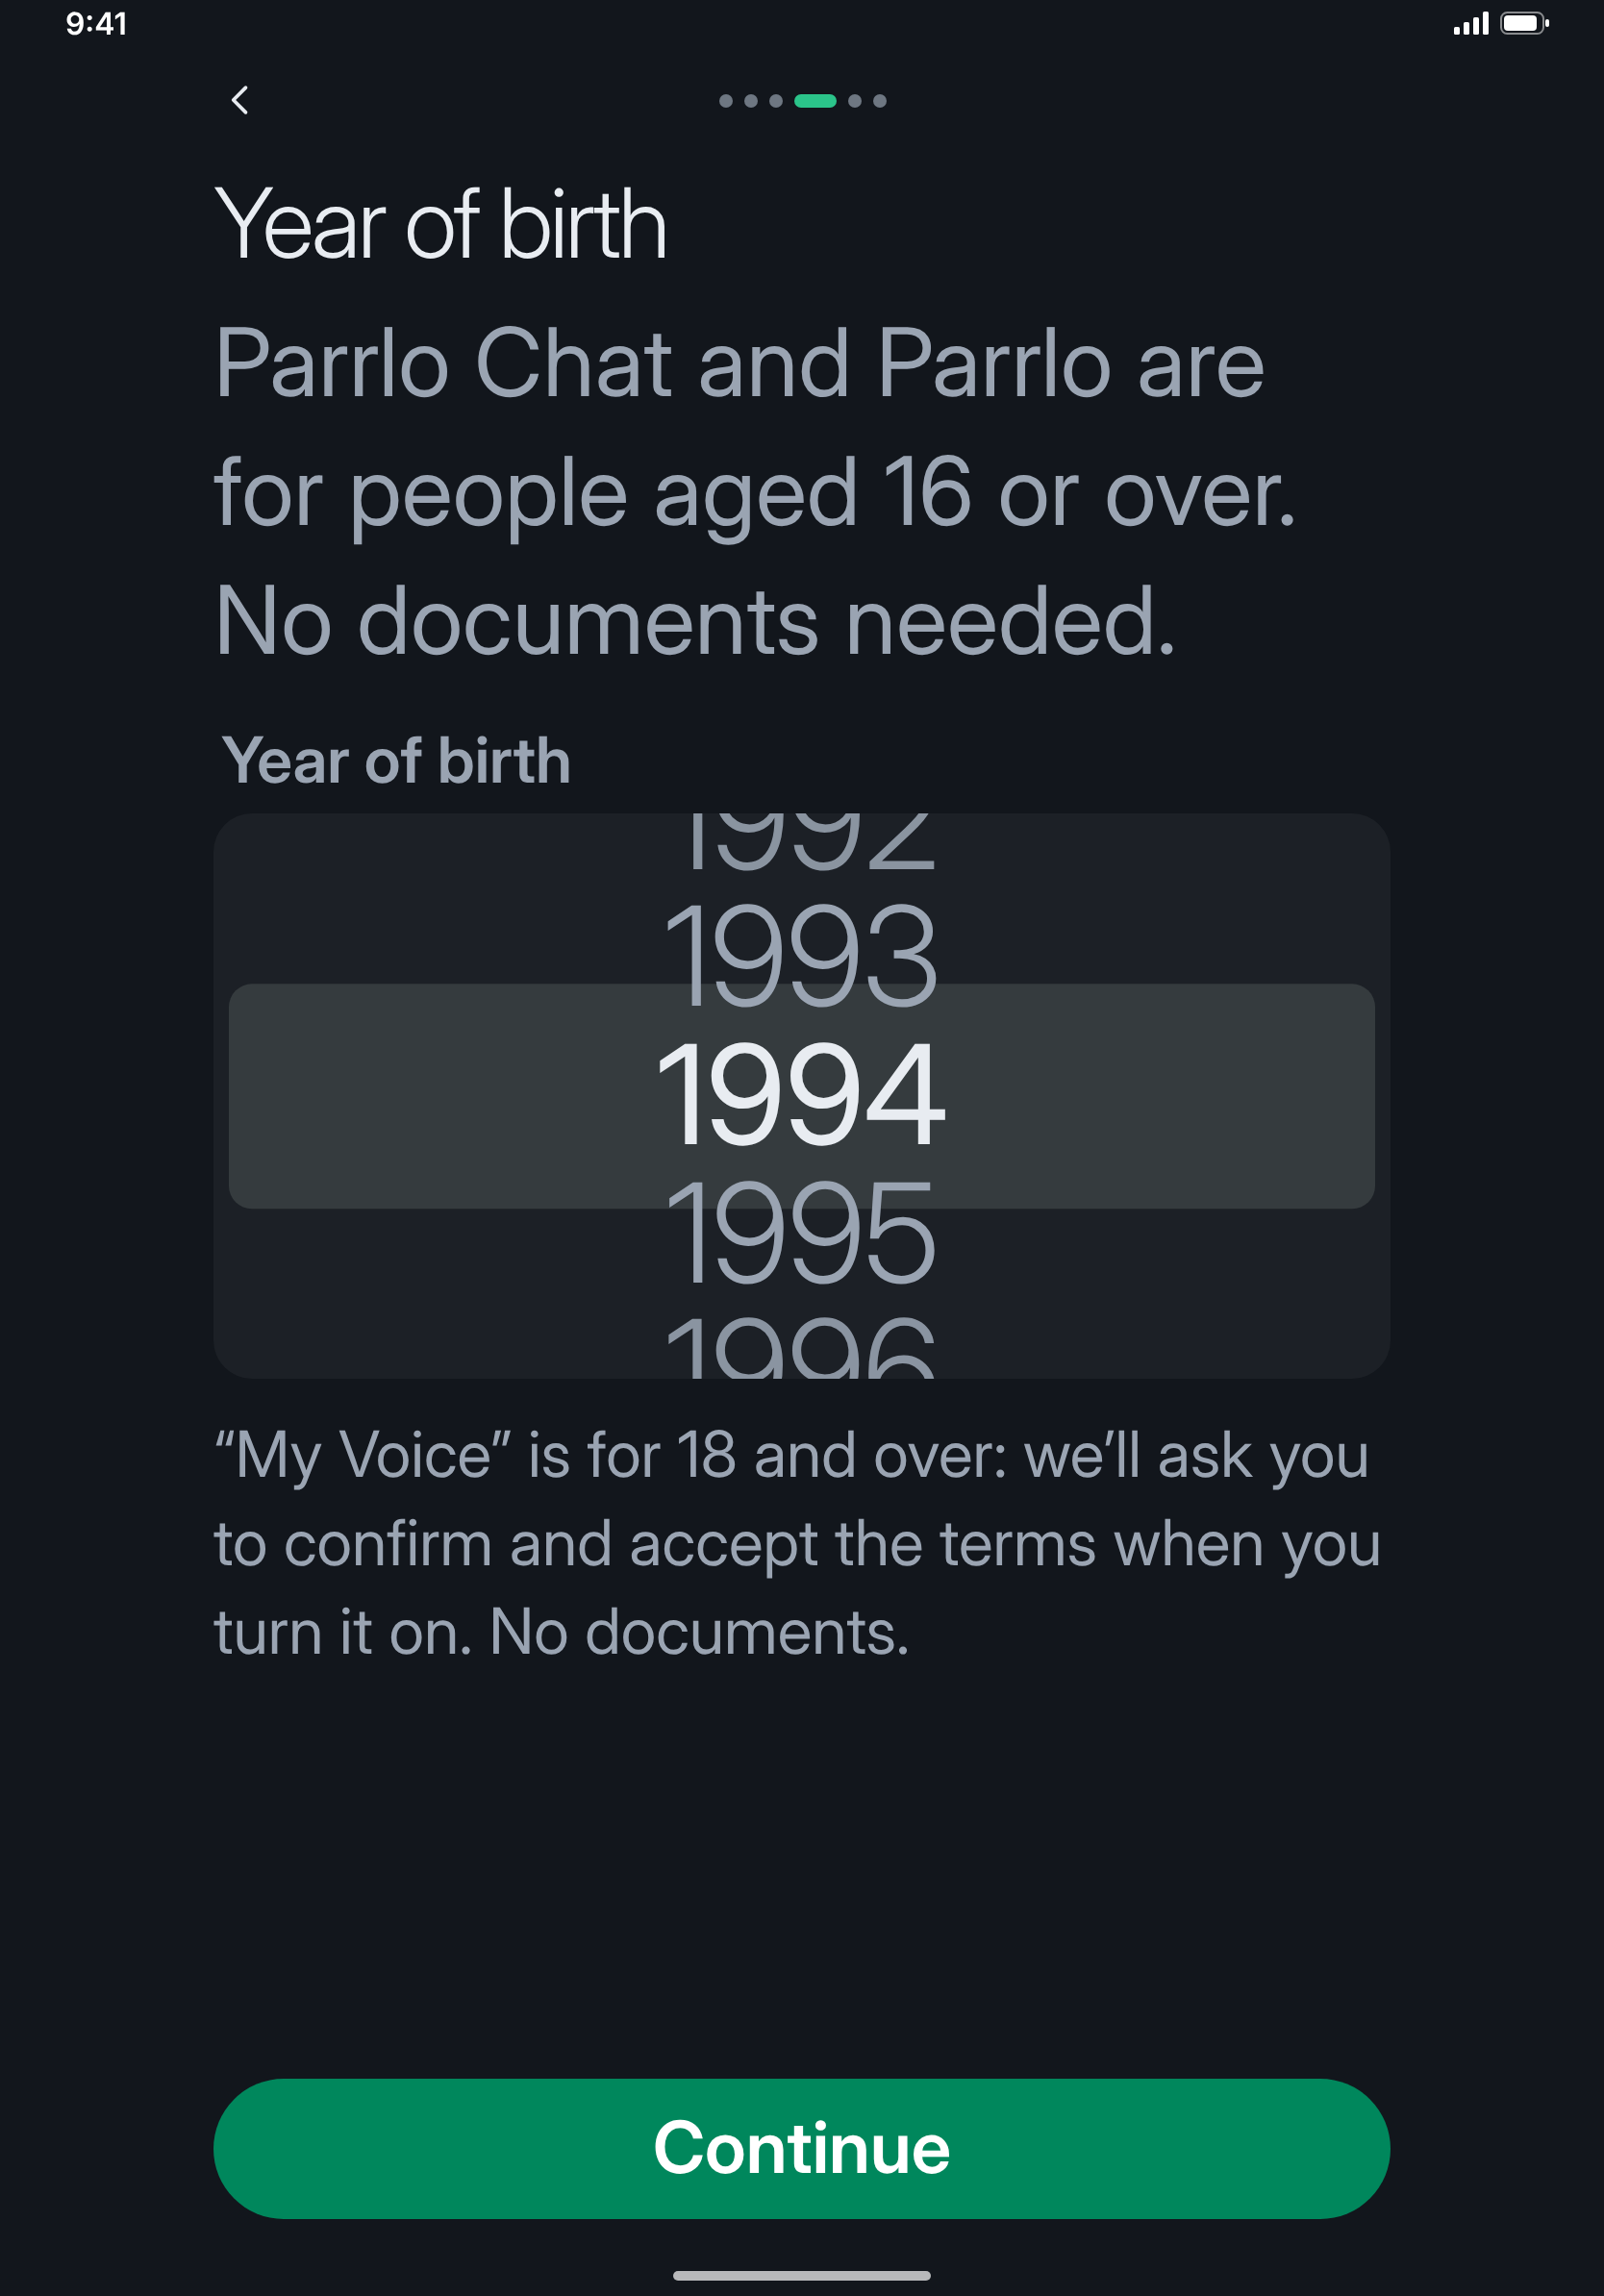 9:41
Year of birth
Parrlo Chat and Parrlo are
for people aged 16 or over.
No documents needed.
Year of birth
1992
1993
1994
1995
1996
“My Voice” is for 18 and over: we’ll ask you
to confirm and accept the terms when you
turn it on. No documents.
Continue